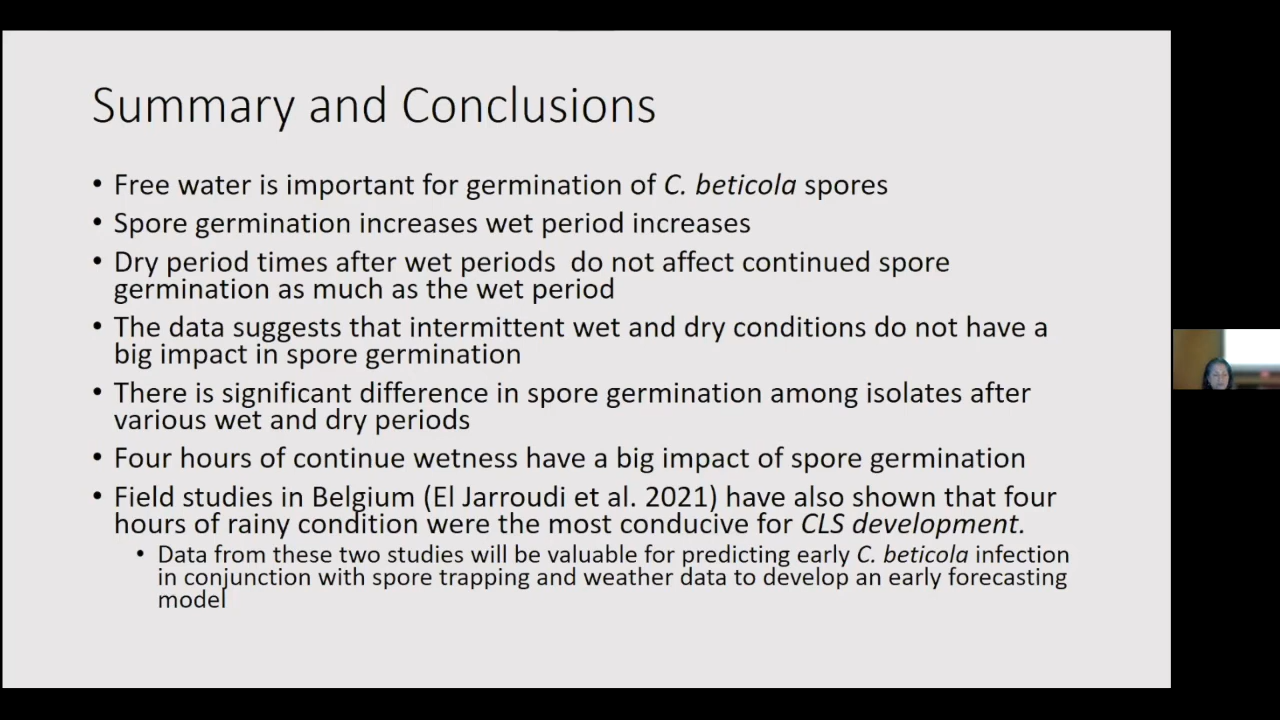 Summary and Conclusions
• Free water is important for germination of C. beticola spores
• Spore germination increases wet period increases
• Dry period times after wet periods  do not affect continued spore
germination as much as the wet period
• The data suggests that intermittent wet and dry conditions do not have a
big impact in spore germination
• There is significant difference in spore germination among isolates after
various wet and dry periods
• Four hours of continue wetness have a big impact of spore germination
• Field studies in Belgium (El Jarroudi et al. 2021) have also shown that four
hours of rainy condition were the most conducive for CLS development.
• Data from these two studies will be valuable for predicting early C. beticola infection
in conjunction with spore trapping and weather data to develop an early forecasting
model